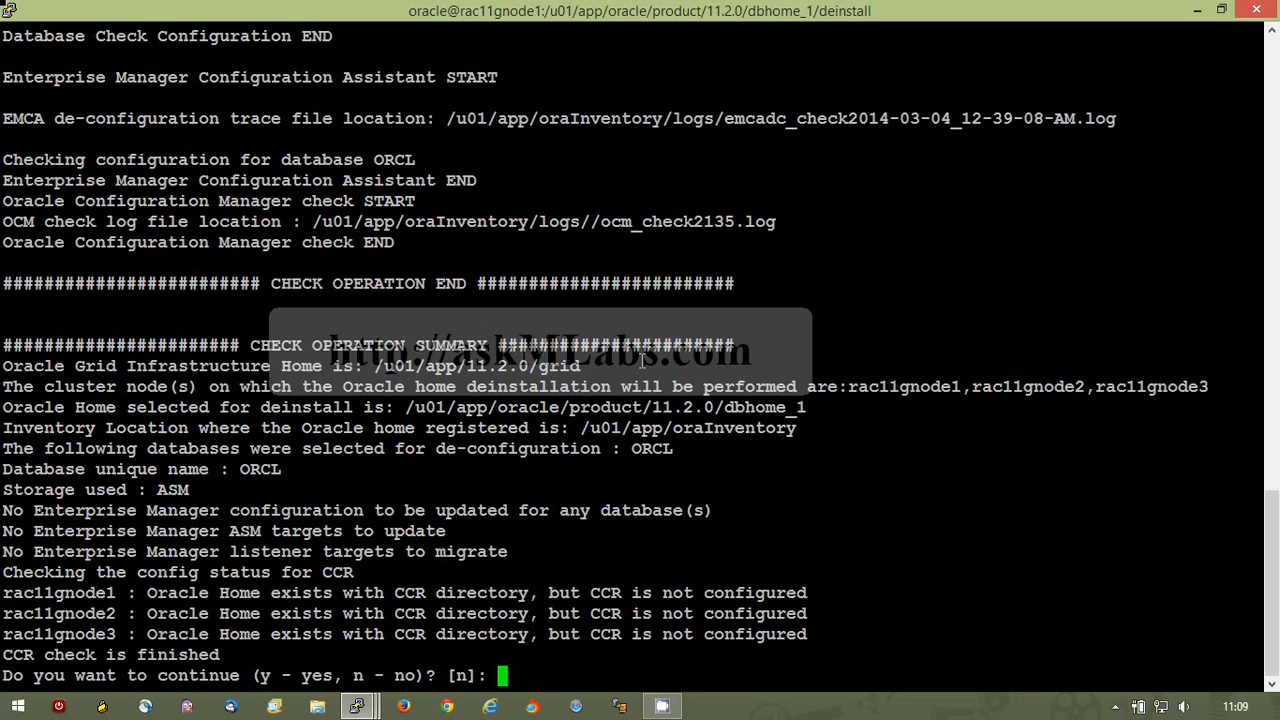 oracle@rac11gnode1:/u01/app/oracle/product/11.2.0/dbhome_1/deinstall
Database Check Configuration END
Enterprise Manager Configuration Assistant START
EMCA de-configuration trace file location: /u01/app/oraInventory/logs/emcadc_check2014-03-04_12-39-08-AM.log
Checking configuration for database ORCL
Enterprise Manager Configuration Assistant END
Oracle Configuration Manager check START
OCM check log file location : /u01/app/oraInventory/logs//ocm_check2135.log
Oracle Configuration Manager check END
######################### CHECK OPERATION END #########################
####################### CHECK OPERATION SUMMARY #######################
http://askMLabs.com
Oracle Grid Infrastructure Home is: /u01/app/11.2.0/grid
The cluster node(s) on which the Oracle home deinstallation will be performed are:rac11gnode1,rac11gnode2,rac11gnode3
Oracle Home selected for deinstall is: /u01/app/oracle/product/11.2.0/dbhome_1
Inventory Location where the Oracle home registered is: /u01/app/oraInventory
The following databases were selected for de-configuration : ORCL
Database unique name : ORCL
Storage used : ASM
No Enterprise Manager configuration to be updated for any database(s)
No Enterprise Manager ASM targets to update
No Enterprise Manager listener targets to migrate
Checking the config status for CCR
rac11gnode1 : Oracle Home exists with CCR directory, but CCR is not configured
rac11gnode2 : Oracle Home exists with CCR directory, but CCR is not configured
rac11gnode3 : Oracle Home exists with CCR directory, but CCR is not configured
CCR check is finished
Do you want to continue (y - yes, n - no)? [n]:
11:09